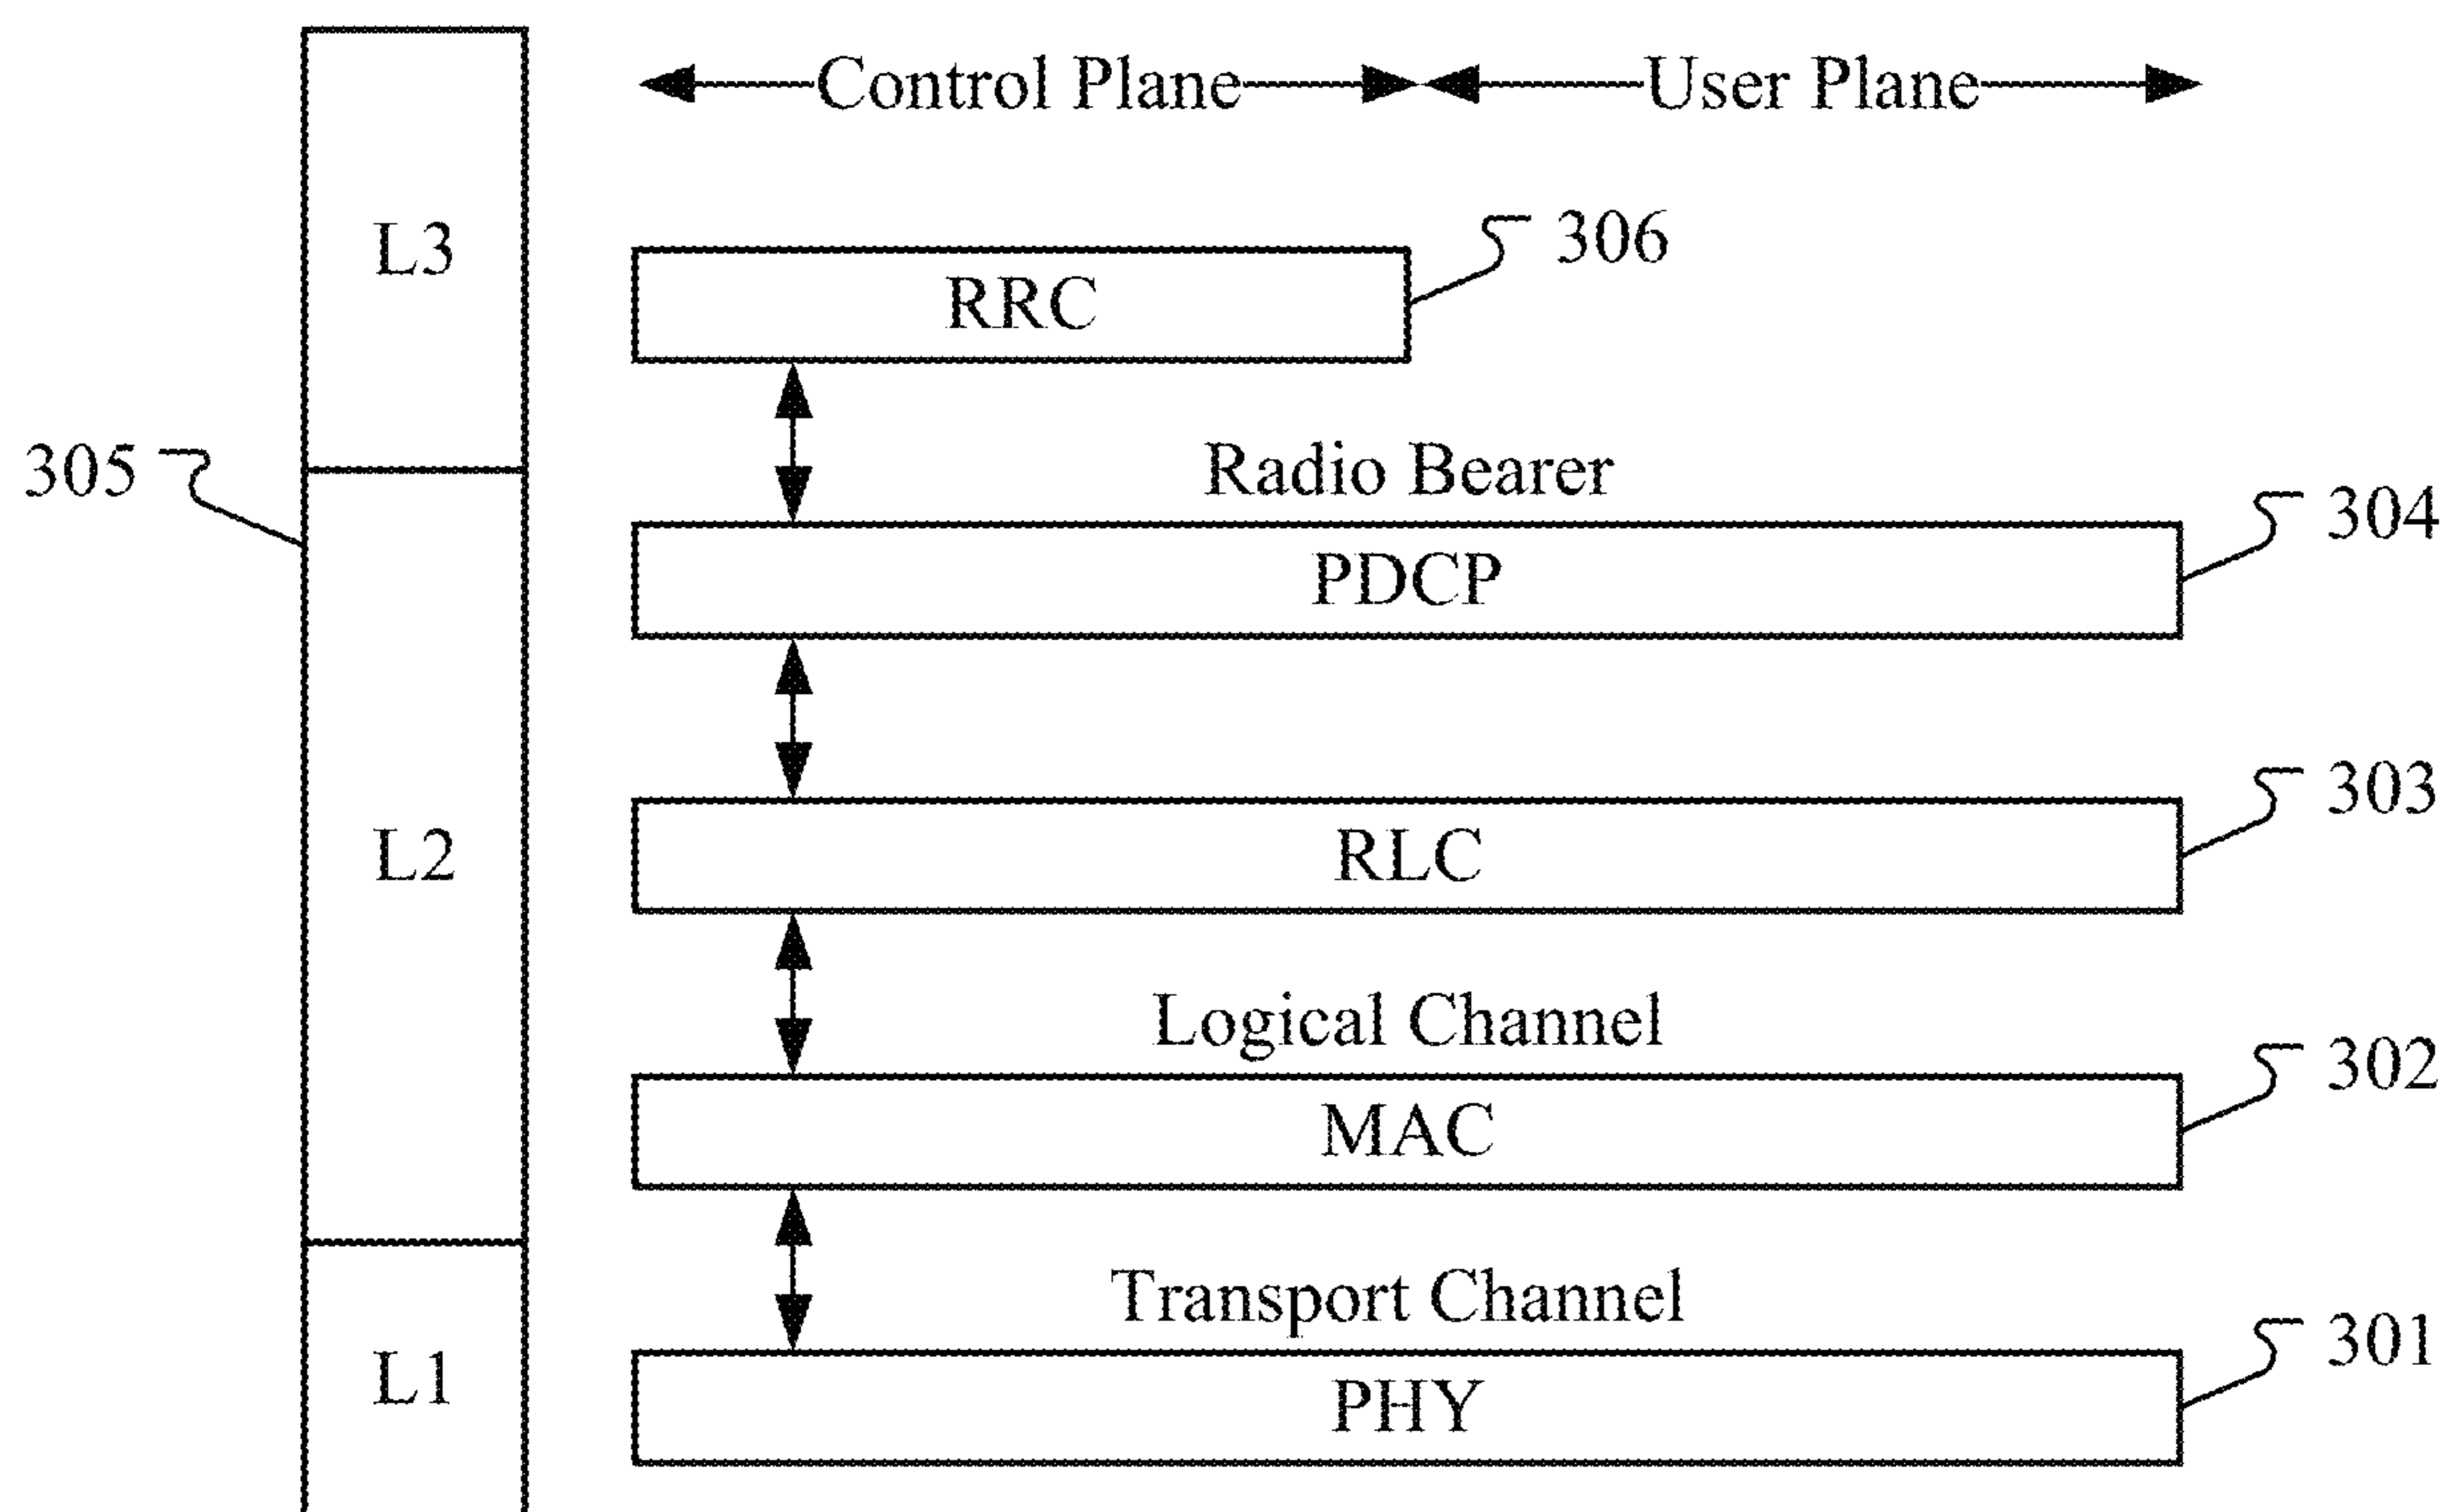 Control Plane User Plane
L3
306
RRC
305
Radio Bearer
304
PDCP
303
L2
RLC
Logical Channel
302
MAC
Transport Channel
301
L1
PHY